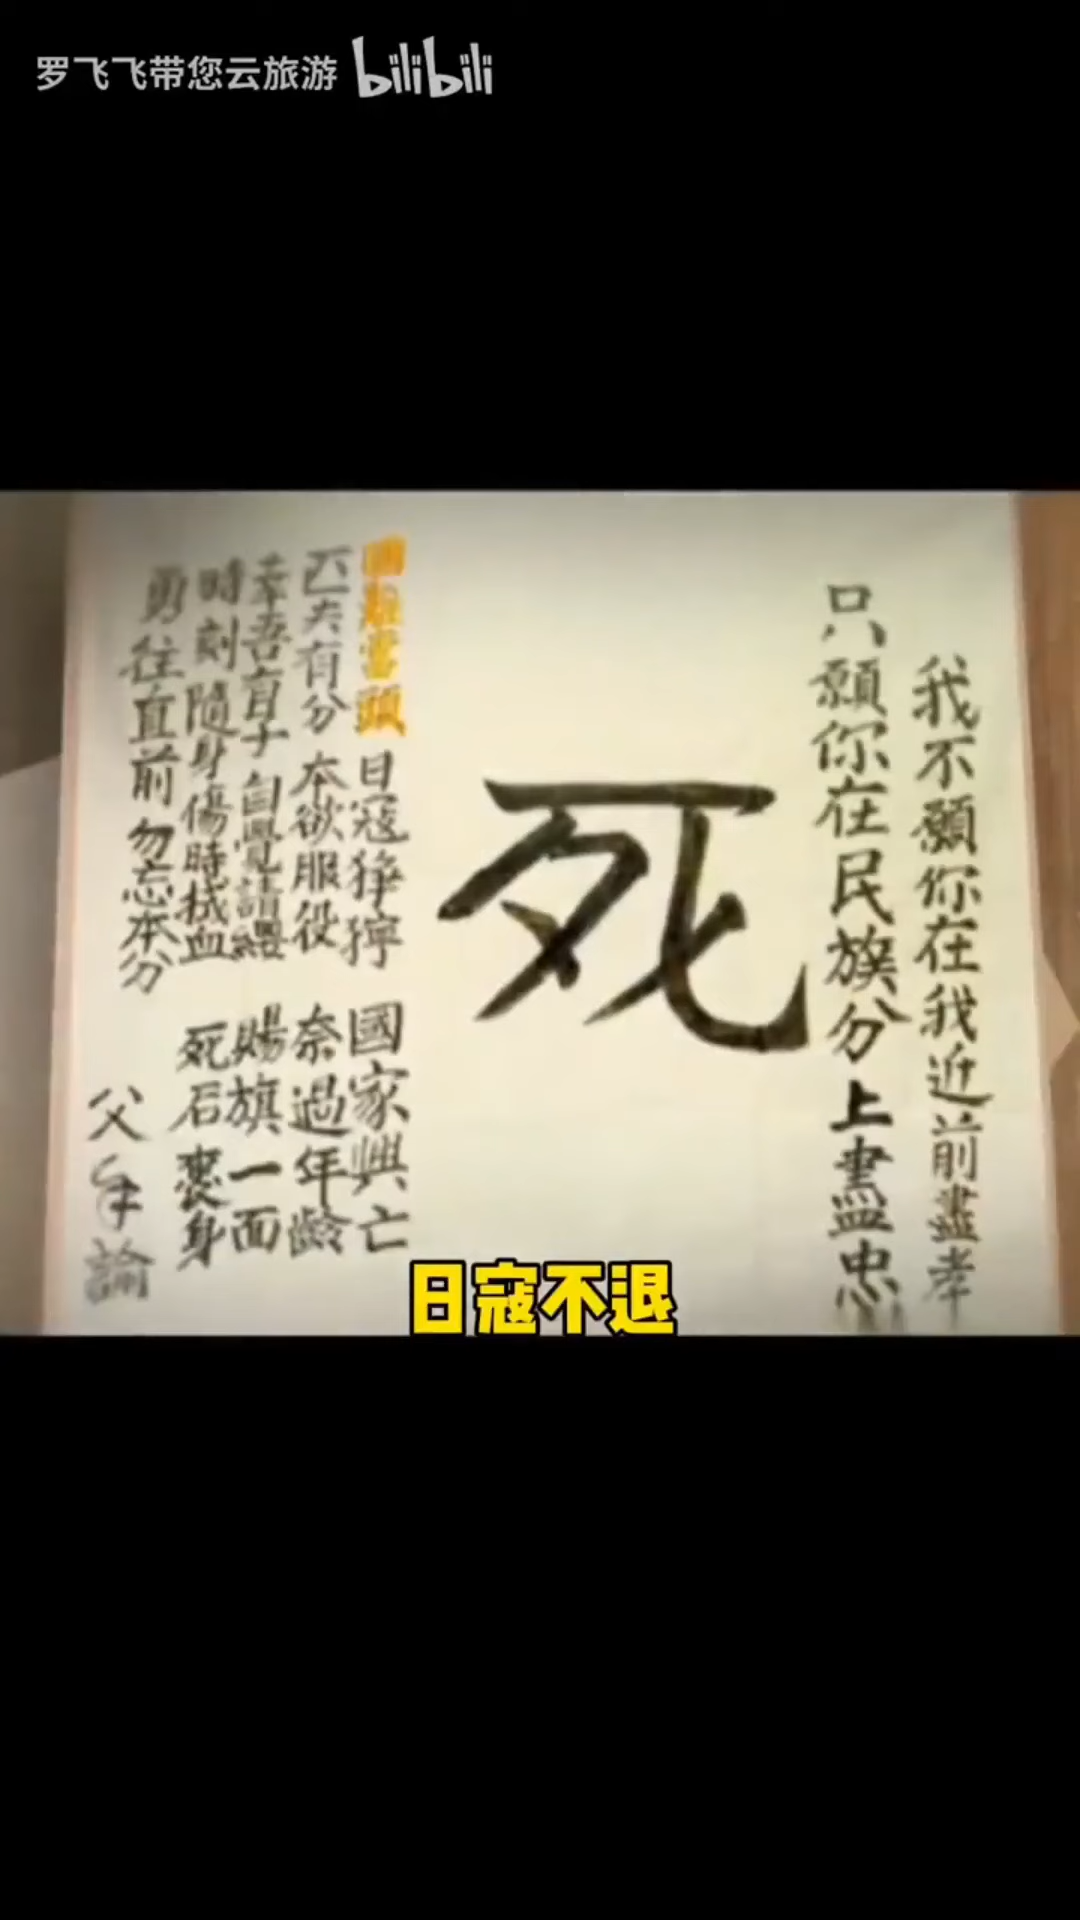 罗飞飞带您云旅游 bilibili
我不願你在我近前盡孝
只願你在民族分上盡忠
死
國難當頭 日寇猙獰 國家興亡
匹夫有分 本欲服役 奈過年齡
幸吾有子 自覺請纓 賜旗一面
時刻隨身 傷時拭血 死后裹身
勇往直前 勿忘本分
父手諭
日寇不退